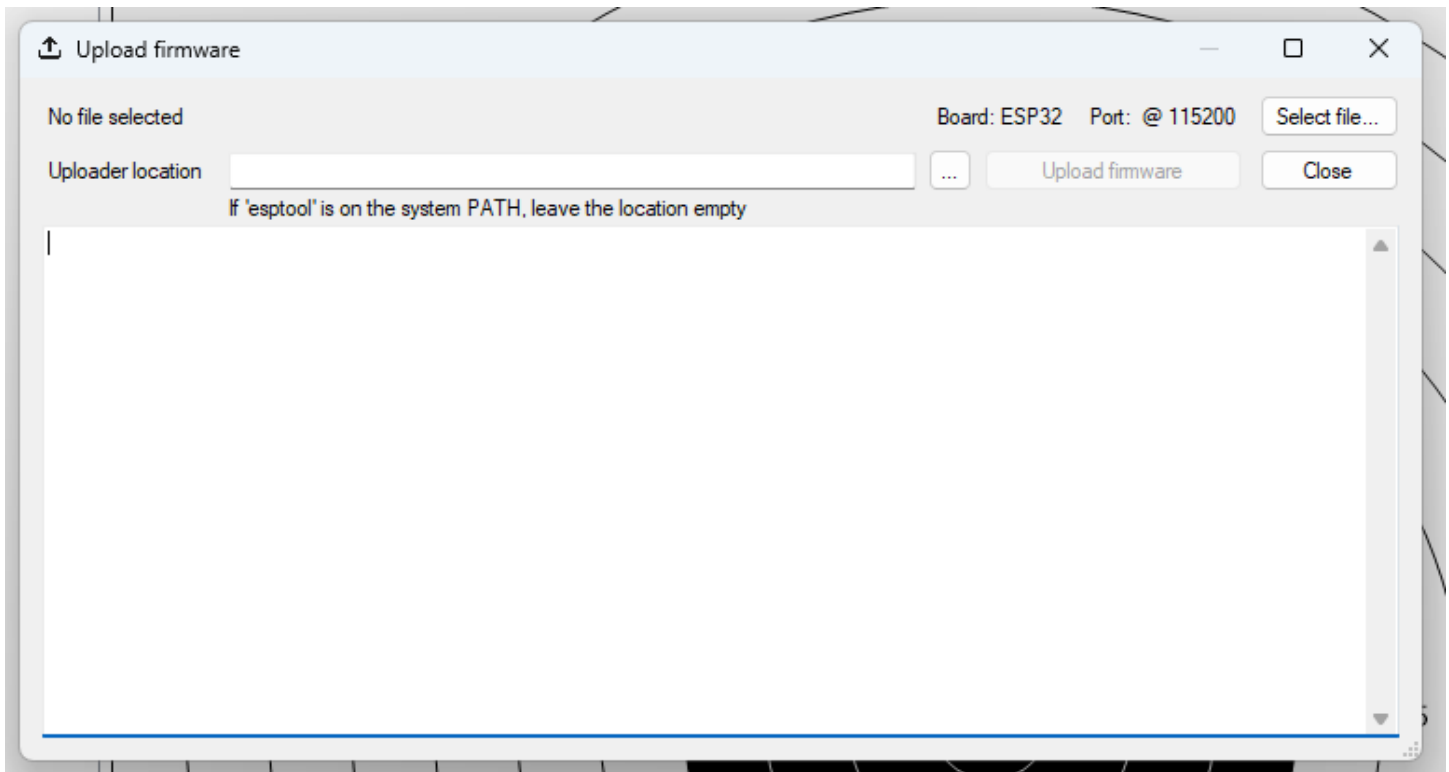 Upload firmware
No file selected
Board: ESP32 Port: @ 115200
Select file...
Uploader location
...
Upload firmware
Close
If 'esptool' is on the system PATH, leave the location empty